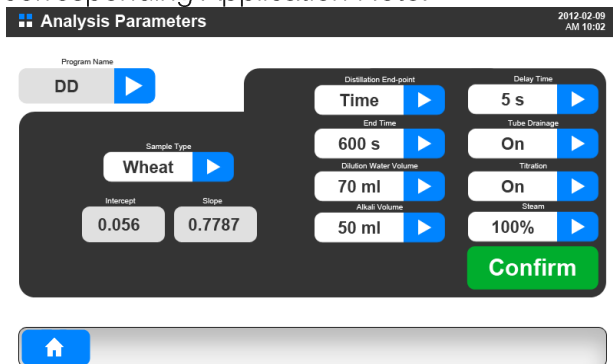 Analysis Parameters
2012-02-09
AM 10:02
Program Name
DD
Sample Type
Wheat
Intercept
Slope
0.056
0.7787
Distillation End-point
Time
End Time
600 s
Dilution Water Volume
70 ml
Alkali Volume
50 ml
Delay Time
5 s
Tube Drainage
On
Titration
On
Steam
100%
Confirm